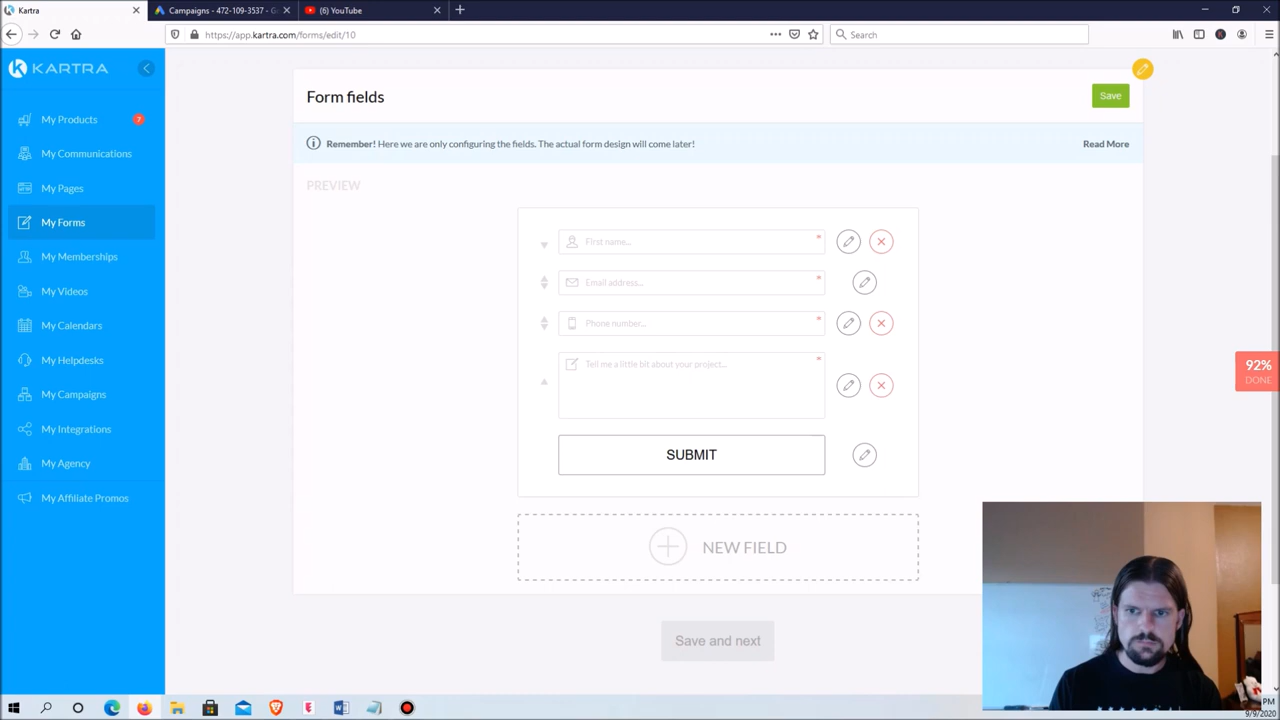 Kartra
Campaigns - 472-109-3537 - G
(6) YouTube
https://app.kartra.com/forms/edit/10
Search
KARTRA
My Products
My Communications
My Pages
My Forms
My Memberships
My Videos
My Calendars
My Helpdesks
My Campaigns
My Integrations
My Agency
My Affiliate Promos
Form fields
Save
Remember! Here we are only configuring the fields. The actual form design will come later!
Read More
PREVIEW
First name... *
Email address... *
Phone number... *
Tell me a little bit about your project... *
SUBMIT
NEW FIELD
Save and next
92%
DONE
PM
9/9/2020